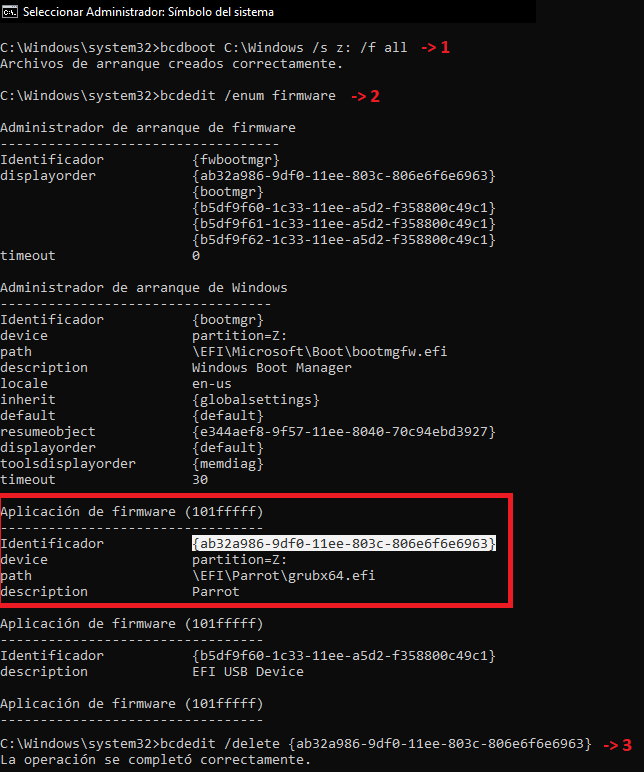 Seleccionar Administrador: Símbolo del sistema
C:\Windows\system32>bcdboot C:\Windows /s z: /f all -> 1
Archivos de arranque creados correctamente.
C:\Windows\system32>bcdedit /enum firmware -> 2
Administrador de arranque de firmware
-----------------------------------
Identificador {fwbootmgr}
displayorder {ab32a986-9df0-11ee-803c-806e6f6e6963}
{bootmgr}
{b5df9f60-1c33-11ee-a5d2-f358800c49c1}
{b5df9f61-1c33-11ee-a5d2-f358800c49c1}
{b5df9f62-1c33-11ee-a5d2-f358800c49c1}
timeout 0
Administrador de arranque de Windows
----------------------------------
Identificador {bootmgr}
device partition=Z:
path \EFI\Microsoft\Boot\bootmgfw.efi
description Windows Boot Manager
locale en-us
inherit {globalsettings}
default {default}
resumeobject {e344aef8-9f57-11ee-8040-70c94ebd3927}
displayorder {default}
toolsdisplayorder {memdiag}
timeout 30
Aplicación de firmware (101fffff)
---------------------------------
Identificador {ab32a986-9df0-11ee-803c-806e6f6e6963}
device partition=Z:
path \EFI\Parrot\grubx64.efi
description Parrot
Aplicación de firmware (101fffff)
---------------------------------
Identificador {b5df9f60-1c33-11ee-a5d2-f358800c49c1}
description EFI USB Device
Aplicación de firmware (101fffff)
---------------------------------
C:\Windows\system32>bcdedit /delete {ab32a986-9df0-11ee-803c-806e6f6e6963} -> 3
La operación se completó correctamente.